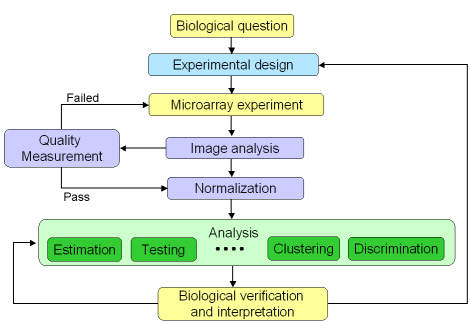 Biological question
Experimental design
Failed
Microarray experiment
Quality
Measurement
Image analysis
Pass
Normalization
Analysis
Estimation
Testing
....
Clustering
Discrimination
Biological verification
and interpretation